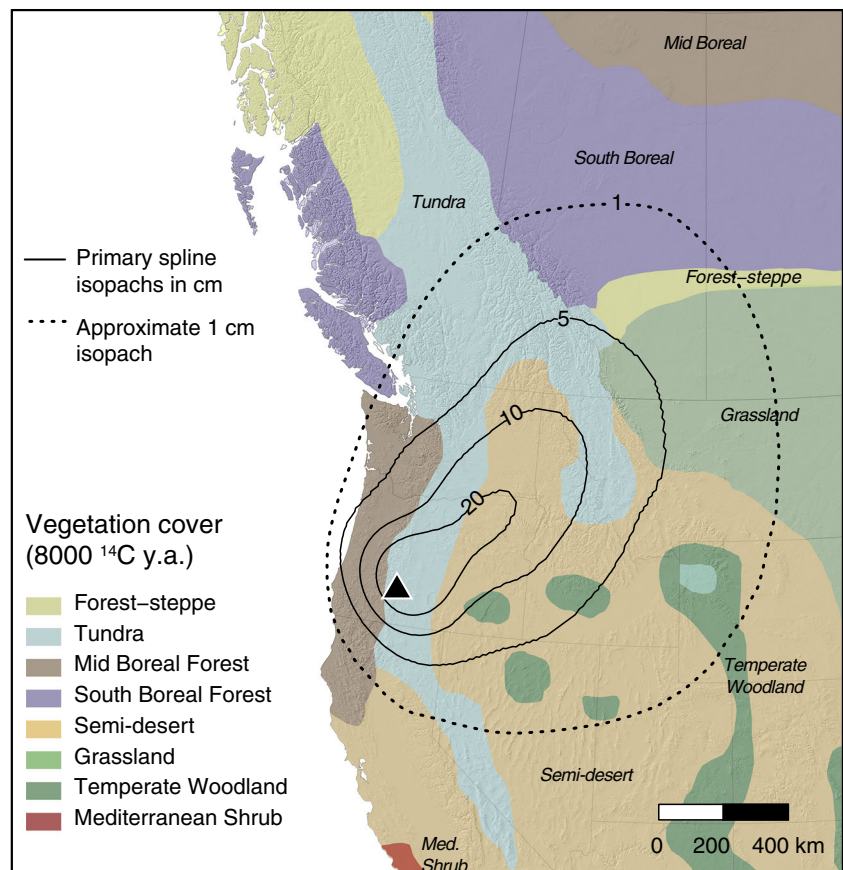 Mid Boreal
South Boreal
Tundra
1
Primary spline
isopachs in cm
Approximate 1 cm
isopach
Forest–steppe
5
10
Grassland
20
Vegetation cover
(8000 ¹⁴C y.a.)
Forest–steppe
Tundra
Mid Boreal Forest
South Boreal Forest
Semi-desert
Grassland
Temperate Woodland
Mediterranean Shrub
Temperate
Woodland
Semi-desert
Med.
Shrub
0 200 400 km